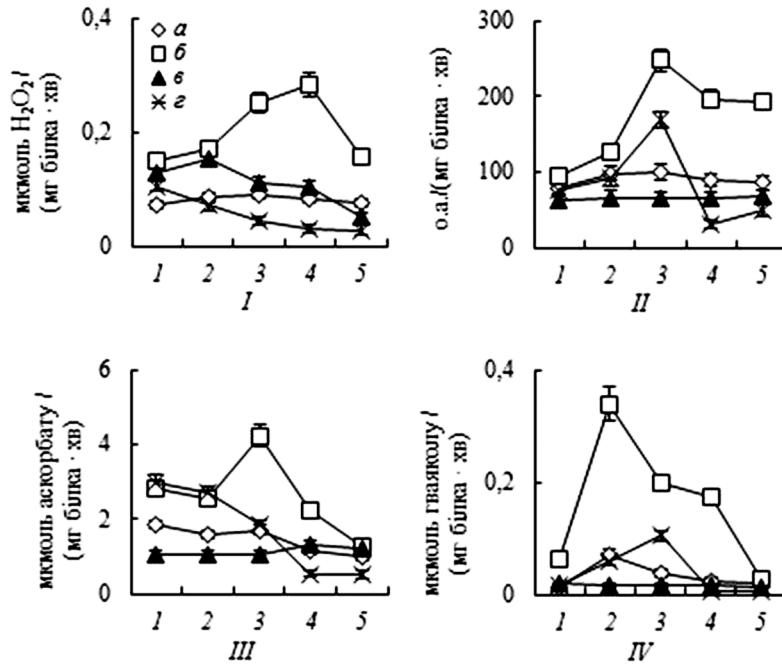 мкмоль H₂O₂/
(мг білка · хв)
0,4
0,2
0
а
б
в
г
1 2 3 4 5
I
о.а./(мг білка · хв)
300
200
100
0
1 2 3 4 5
II
мкмоль аскорбату/
(мг білка · хв)
6
4
2
0
1 2 3 4 5
III
мкмоль гваяколу/
(мг білка · хв)
0,4
0,2
0
1 2 3 4 5
IV